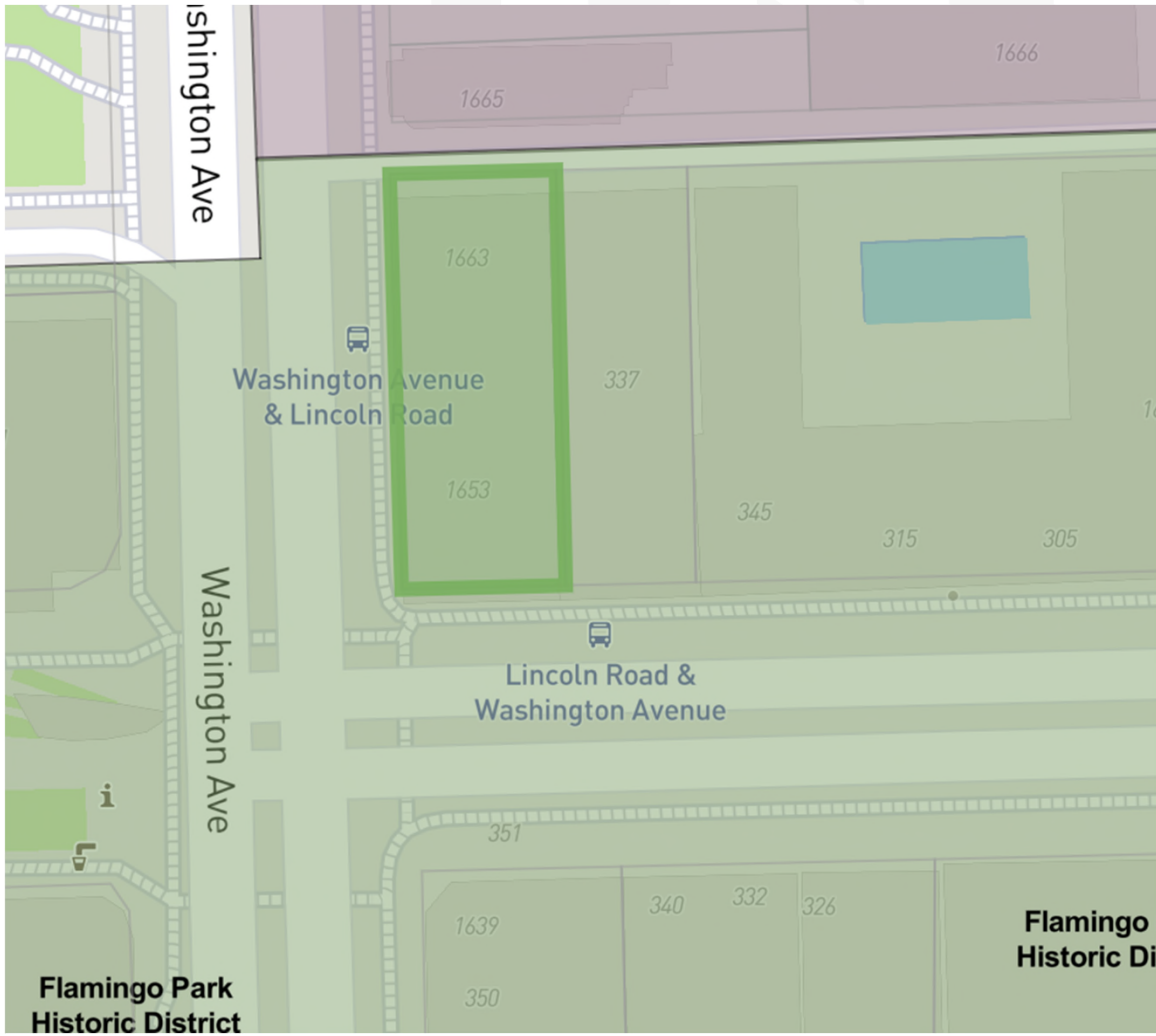 shington Ave
1665
1666
1663
Washington Avenue
& Lincoln Road
337
1653
345
315
305
Washington Ave
Lincoln Road &
Washington Avenue
351
1639
340
332
326
350
Flamingo
Historic Di
Flamingo Park
Historic District